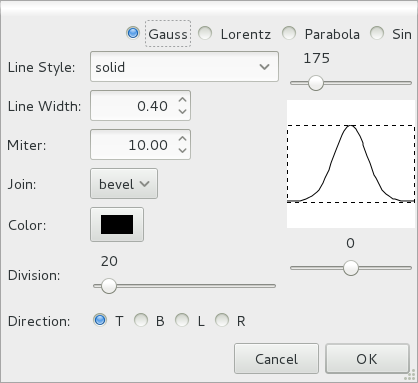 Gauss Lorentz Parabola Sin
Line Style: solid 175
Line Width: 0.40
Miter: 10.00
Join: bevel
Color:
0
20
Division:
Direction: T B L R
Cancel OK